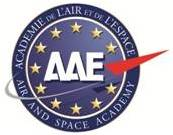 ACADÉMIE DE L'AIR ET DE L'ESPACE
AAE
AIR AND SPACE ACADEMY